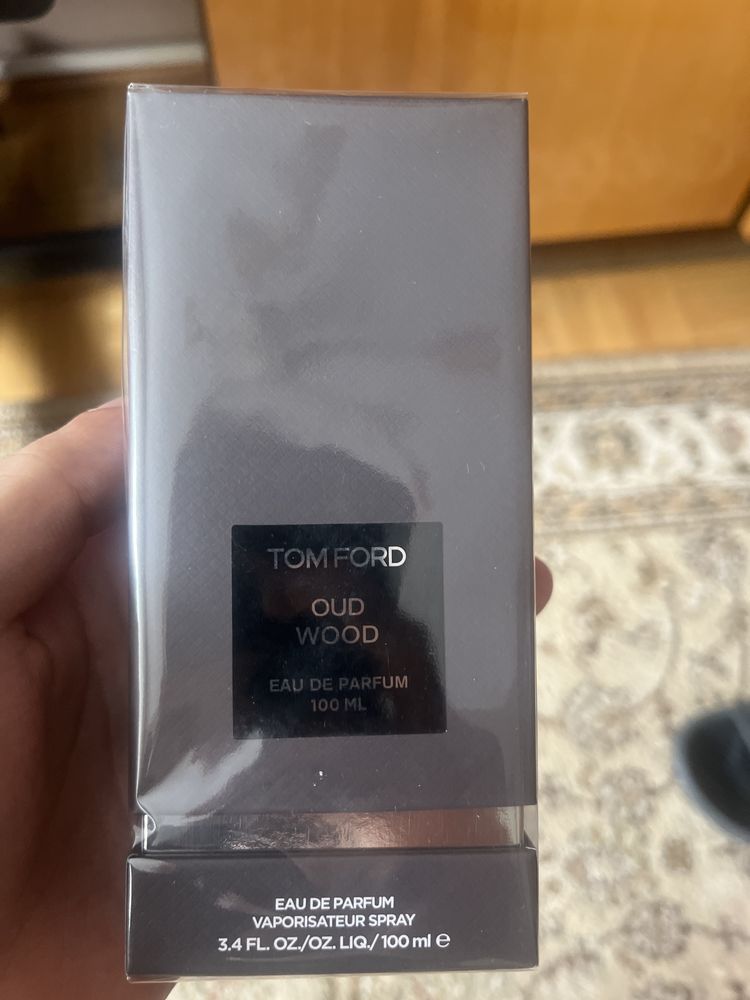 TOM FORD
OUD
WOOD
EAU DE PARFUM
100 ML
EAU DE PARFUM
VAPORISATEUR SPRAY
3.4 FL. OZ./OZ. LIQ./100 ml ℮